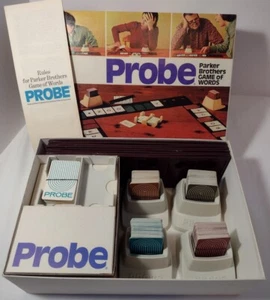 Rules
for Parker Brothers
Game of Words
PROBE
Probe
Parker
Brothers
GAME OF
WORDS
PROBE
Probe